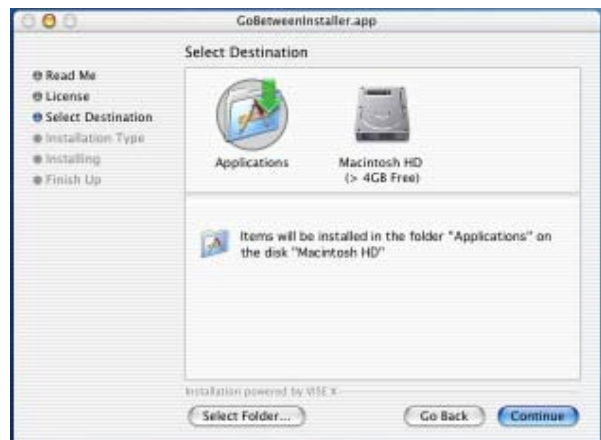 GoBetweenInstaller.app
Select Destination
Read Me
License
Select Destination
Installation Type
Installing
Finish Up
Applications
Macintosh HD
(> 4GB Free)
Items will be installed in the folder "Applications" on
the disk "Macintosh HD"
Installation powered by VISE X
Select Folder...
Go Back
Continue